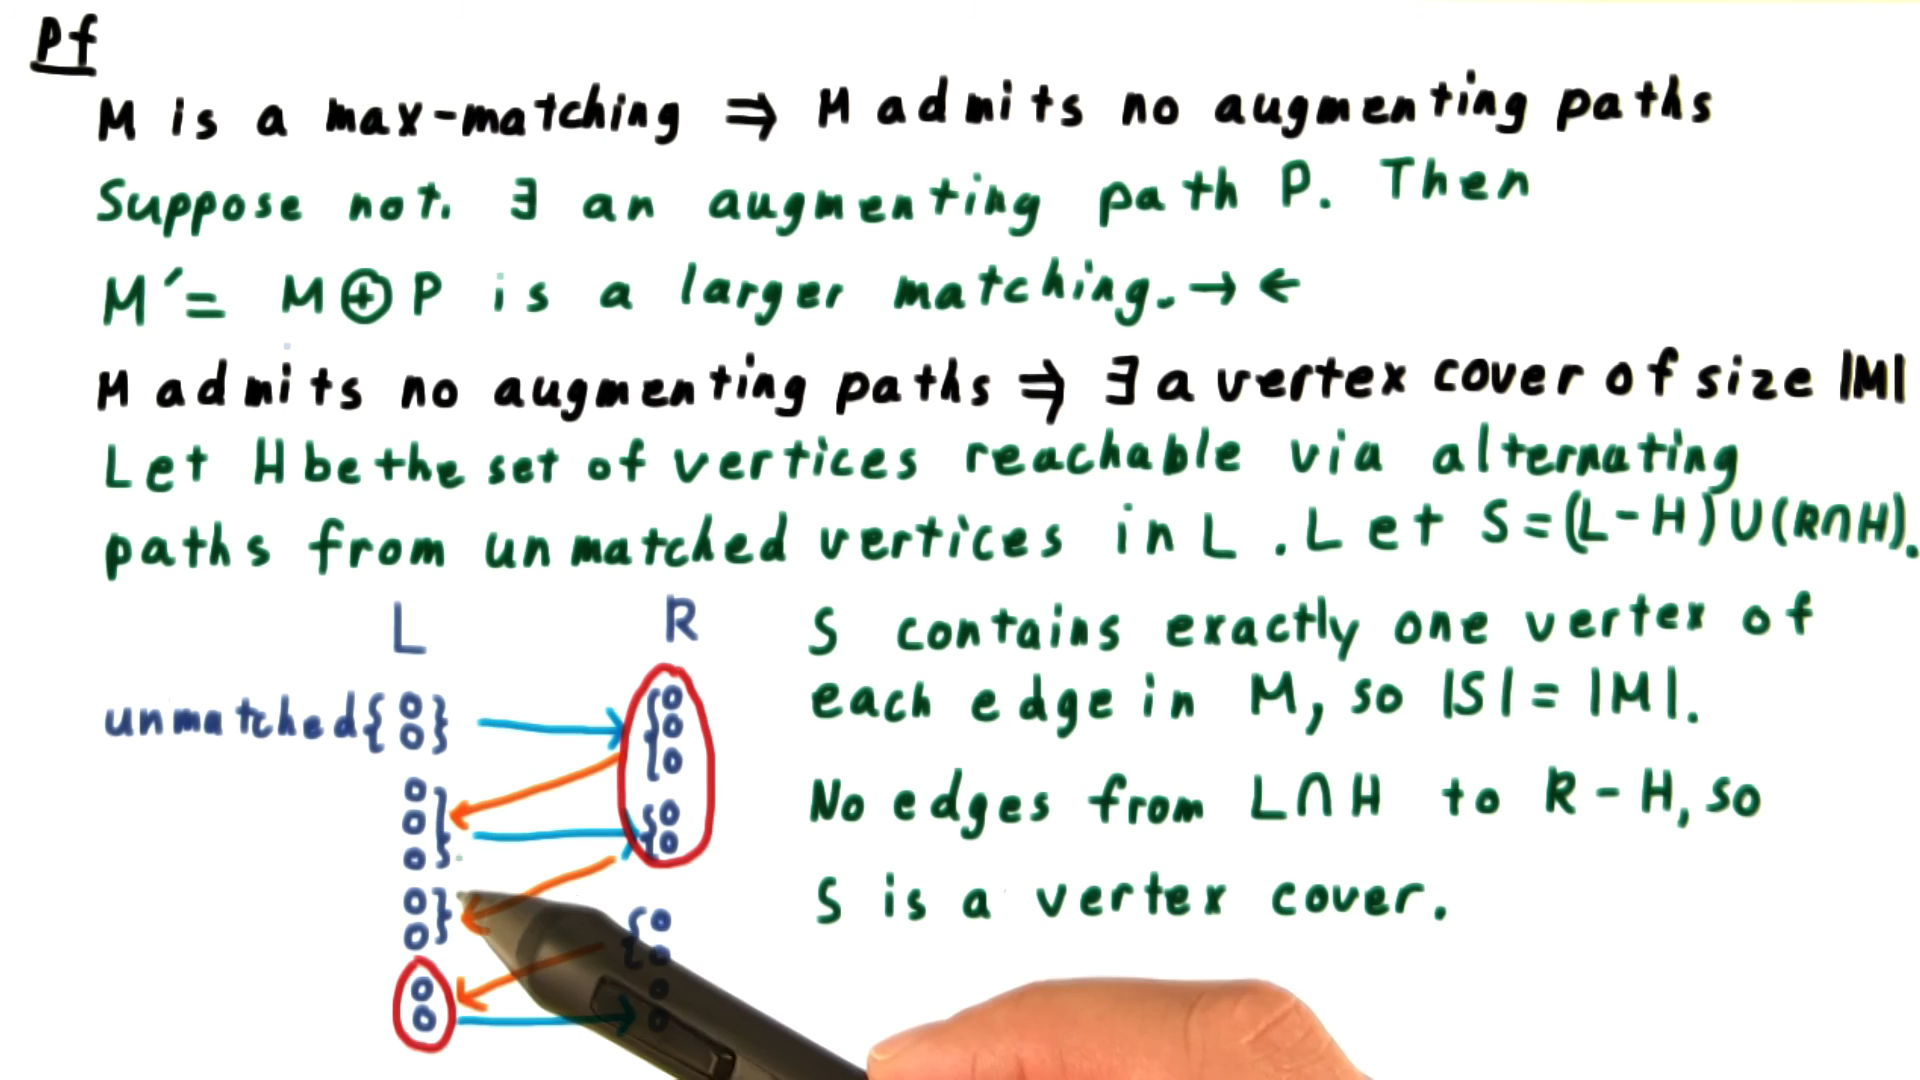 Pf
M is a max-matching ⇒ M admits no augmenting paths
Suppose not. ∃ an augmenting path P. Then
M′ = M ⊕ P is a larger matching. → ←
M admits no augmenting paths ⇒ ∃ a vertex cover of size |M|
Let H be the set of vertices reachable via alternating
paths from unmatched vertices in L. Let S = (L-H) ∪ (R∩H).
L R
unmatched
S contains exactly one vertex of
each edge in M, so |S| = |M|.
No edges from L∩H to R-H, so
S is a vertex cover.